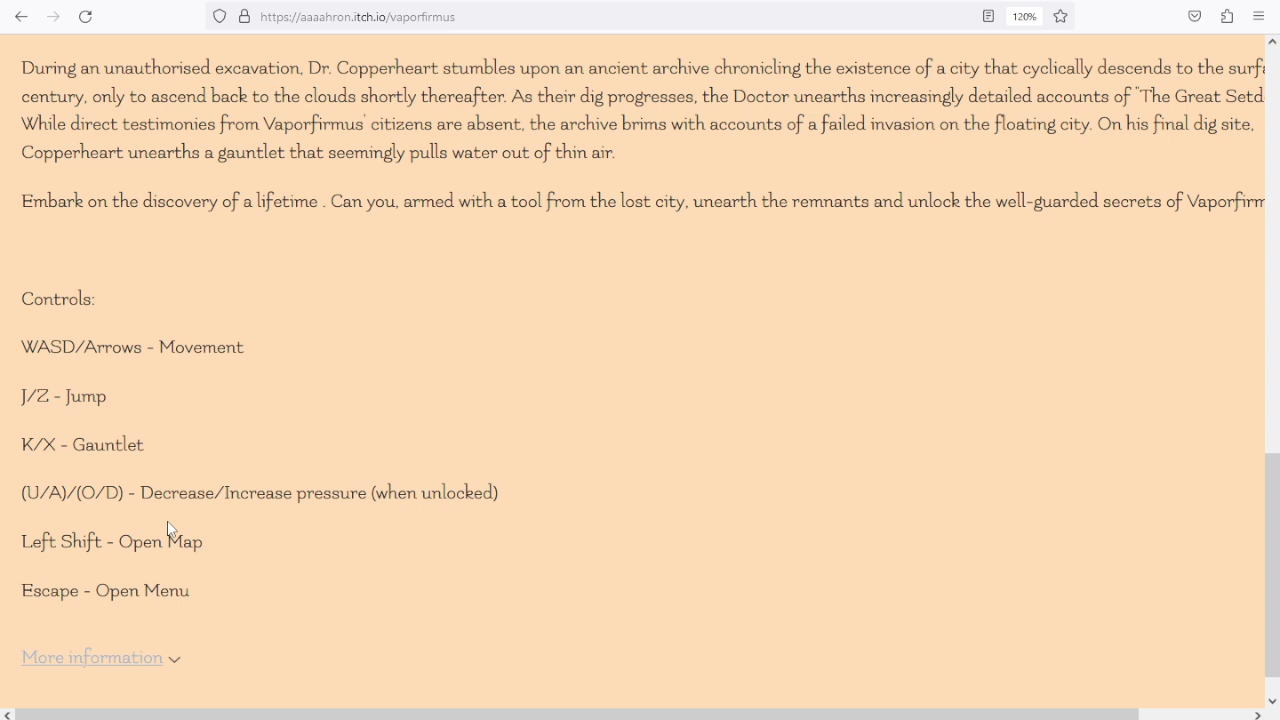 https://aaaahron.itch.io/vaporfirmus
120%
During an unauthorised excavation, Dr. Copperheart stumbles upon an ancient archive chronicling the existence of a city that cyclically descends to the
century, only to ascend back to the clouds shortly thereafter. As their dig progresses, the Doctor unearths increasingly detailed accounts of "The Great
While direct testimonies from Vaporfirmus' citizens are absent, the archive brims with accounts of a failed invasion on the floating city. On his final dig site,
Copperheart unearths a gauntlet that seemingly pulls water out of thin air.
Embark on the discovery of a lifetime . Can you, armed with a tool from the lost city, unearth the remnants and unlock the well-guarded secrets of
Controls:
WASD/Arrows - Movement
J/Z - Jump
K/X - Gauntlet
(U/A)/(O/D) - Decrease/Increase pressure (when unlocked)
Left Shift - Open Map
Escape - Open Menu
More information